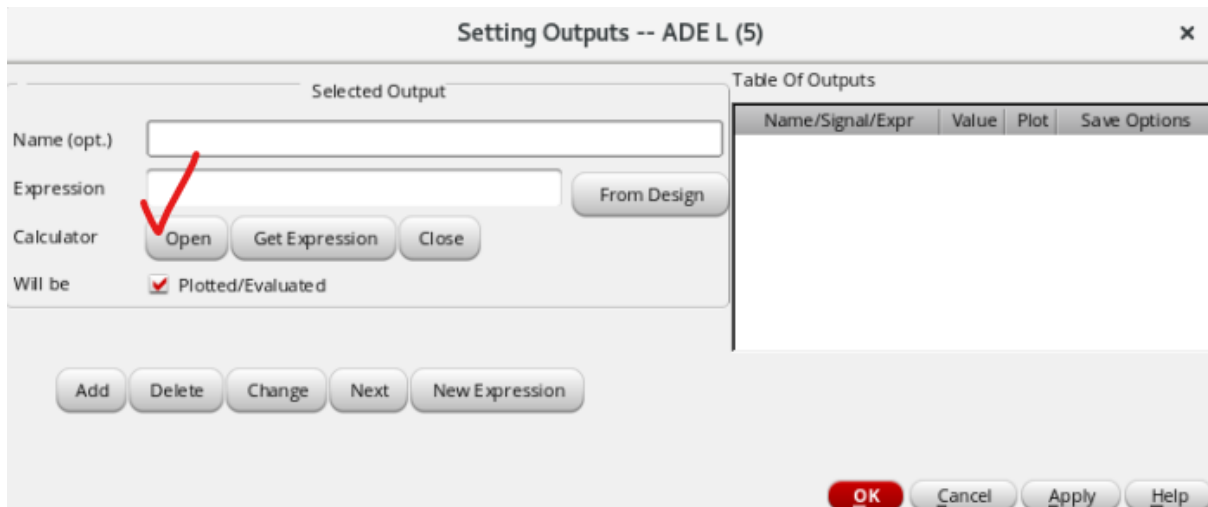 Setting Outputs -- ADE L (5)
Selected Output
Name (opt.)
Expression
From Design
Calculator
Open Get Expression Close
Will be
Plotted/Evaluated
Add Delete Change Next New Expression
Table Of Outputs
Name/Signal/Expr Value Plot Save Options
OK Cancel Apply Help